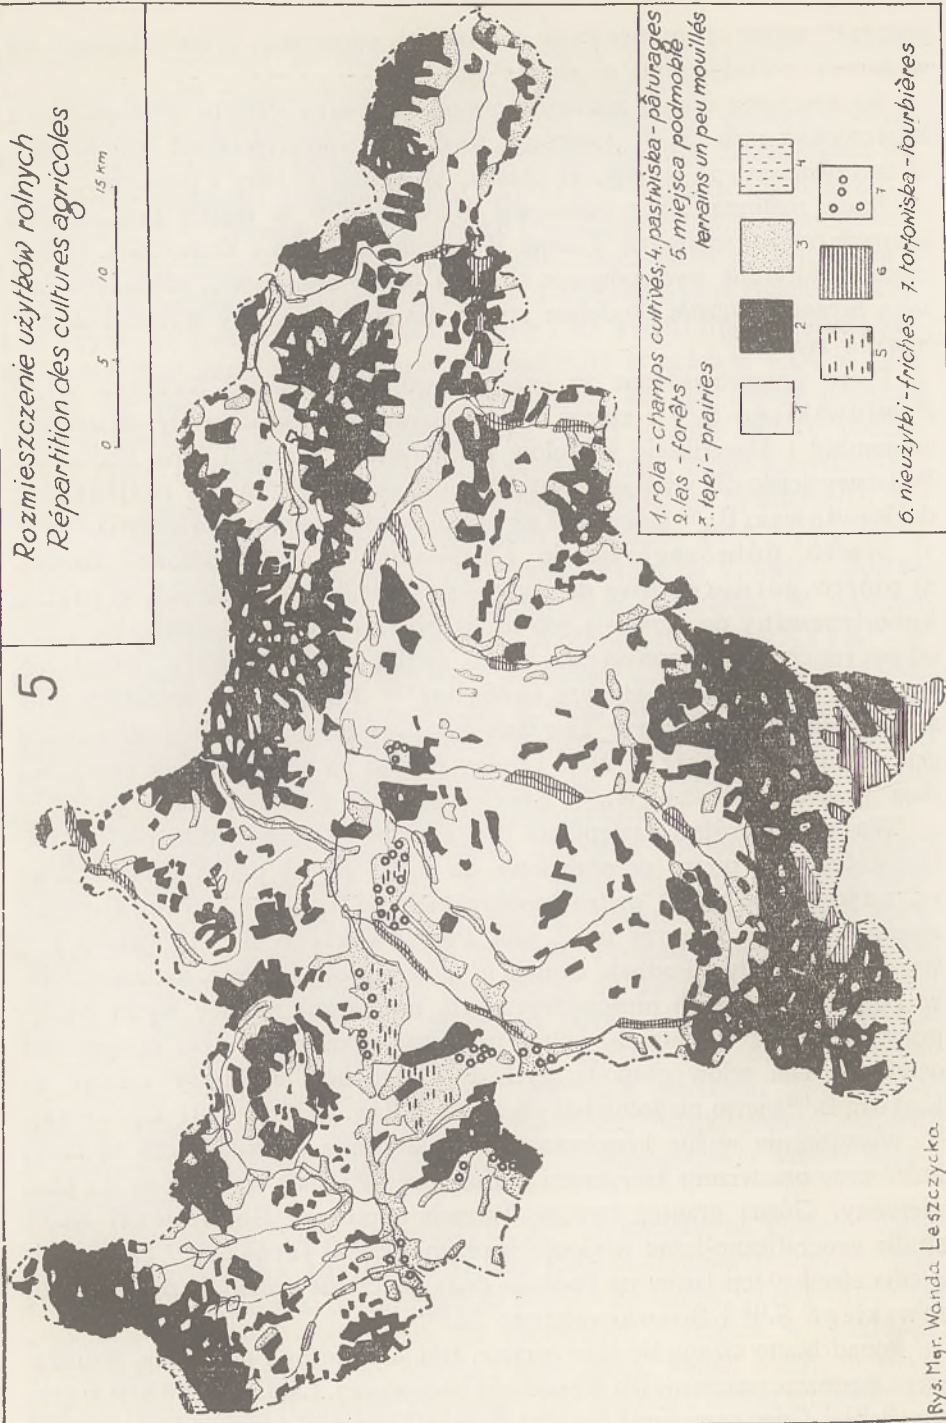 Rozmieszczenie użytków rolnych
Répartition des cultures agricoles
0 5 10 15 km
5
1. rola - champs cultivés; 4. pastwiska - pâturages
2. las - forêts 5. miejsca podmokłe
łąki - prairies terrains un peu mouillés
1 2 3 4
5 6 7
6. nieużytki - friches 7. torfowiska - tourbières
Rys. Mgr. Wanda Leszczycka